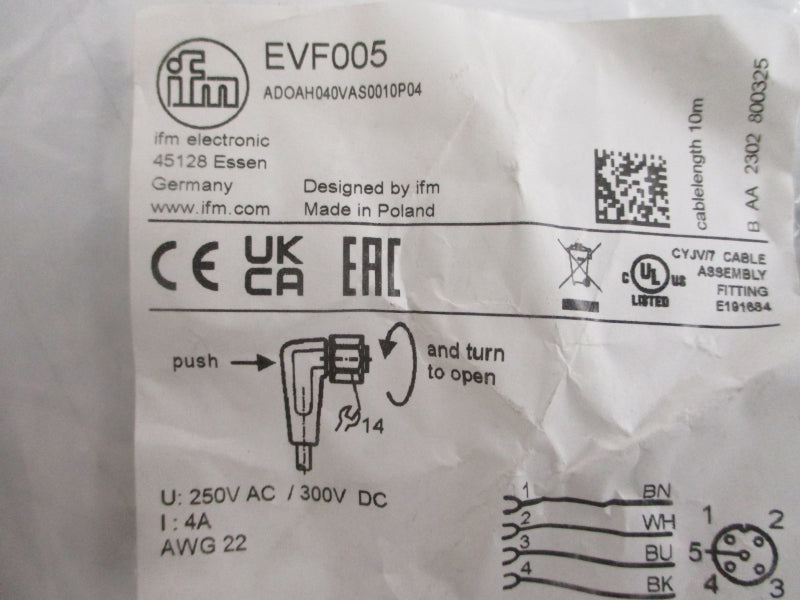 ifm
EVF005
ADOAH040VAS0010P04
ifm electronic
45128 Essen
Germany
www.ifm.com
Designed by ifm
Made in Poland
cablelength 10m
B AA 2302 800325
CE
UK
CA
EAC
c UL us
LISTED
CYJV/7 CABLE
ASSEMBLY
FITTING
E191684
push
and turn
to open
14
U: 250V AC / 300V DC
I : 4A
AWG 22
1 BN
2 WH
3 BU
4 BK
1 2
5
4 3